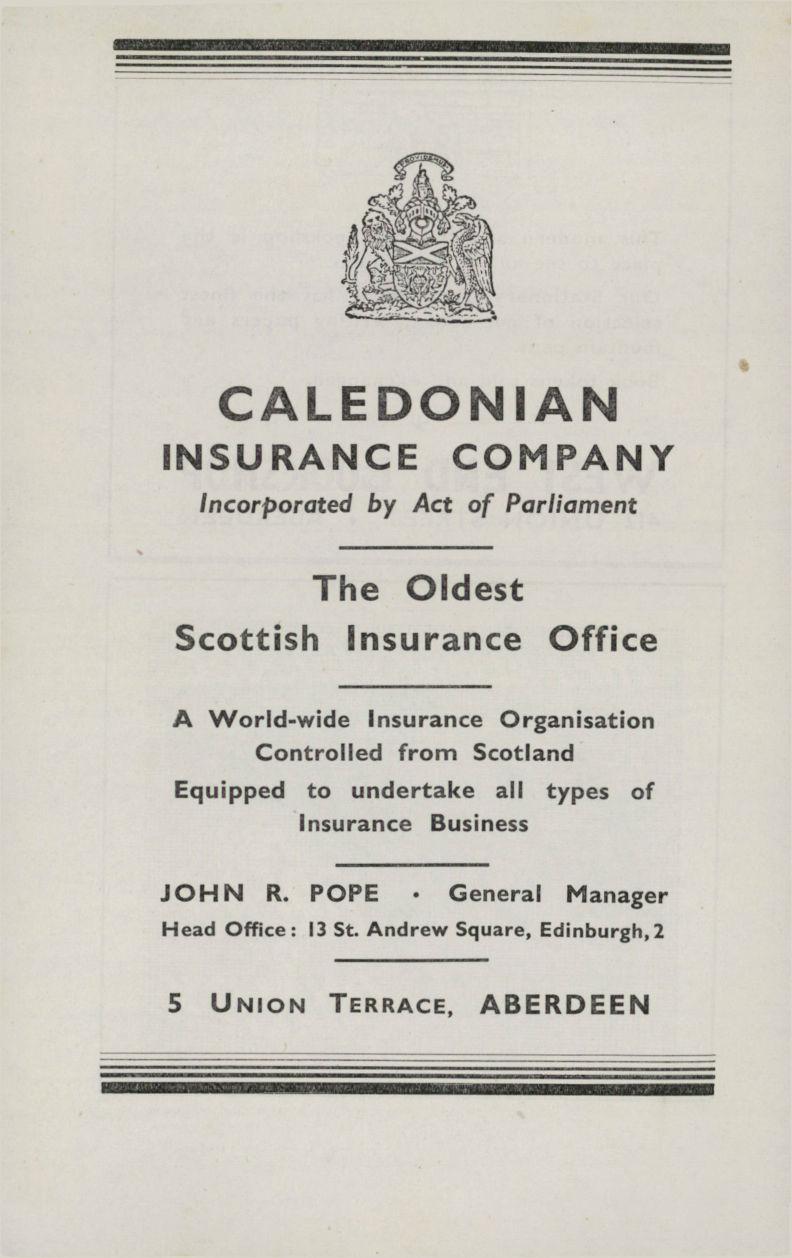 PROVIDEMUS
CALEDONIAN
INSURANCE COMPANY
Incorporated by Act of Parliament
The Oldest
Scottish Insurance Office
A World-wide Insurance Organisation
Controlled from Scotland
Equipped to undertake all types of
Insurance Business
JOHN R. POPE · General Manager
Head Office: 13 St. Andrew Square, Edinburgh, 2
5 UNION TERRACE, ABERDEEN